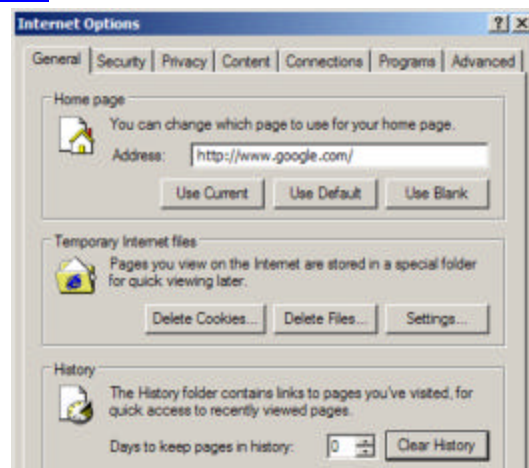 Internet Options
General Security Privacy Content Connections Programs Advanced
Home page
You can change which page to use for your home page.
Address: http://www.google.com/
Use Current Use Default Use Blank
Temporary Internet files
Pages you view on the Internet are stored in a special folder
for quick viewing later.
Delete Cookies... Delete Files... Settings...
History
The History folder contains links to pages you've visited, for
quick access to recently viewed pages.
Days to keep pages in history: 0 Clear History